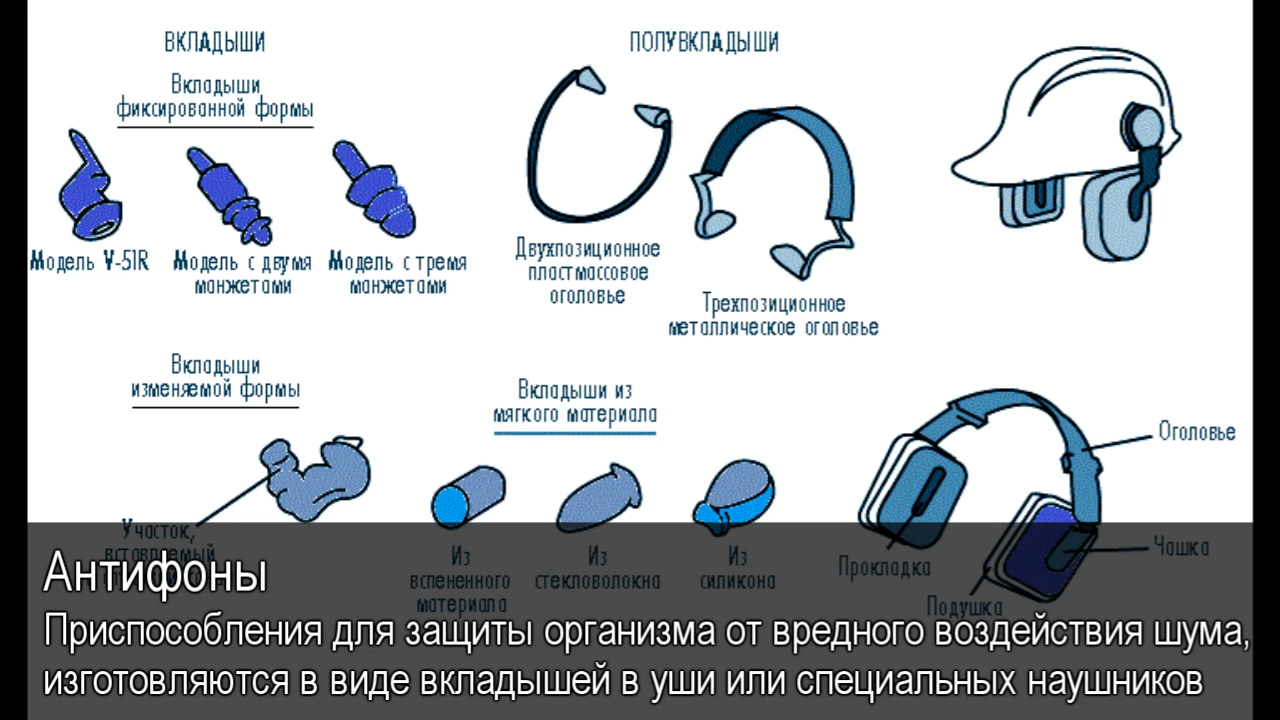 ВКЛАДЫШИ
Вкладыши
фиксированной формы
Модель V-51R
Модель с двумя
манжетами
Модель с тремя
манжетами
ПОЛУВКЛАДЫШИ
Двухпозиционное
пластмассовое
оголовье
Трехпозиционное
металлическое оголовье
Вкладыши
изменяемой формы
Участок,
вставляемый
Вкладыши из
мягкого материала
Из
вспененного
материала
Из
стекловолокна
Из
силикона
Оголовье
Чашка
Прокладка
Подушка
Антифоны
Приспособления для защиты организма от вредного воздействия шума,
изготовляются в виде вкладышей в уши или специальных наушников